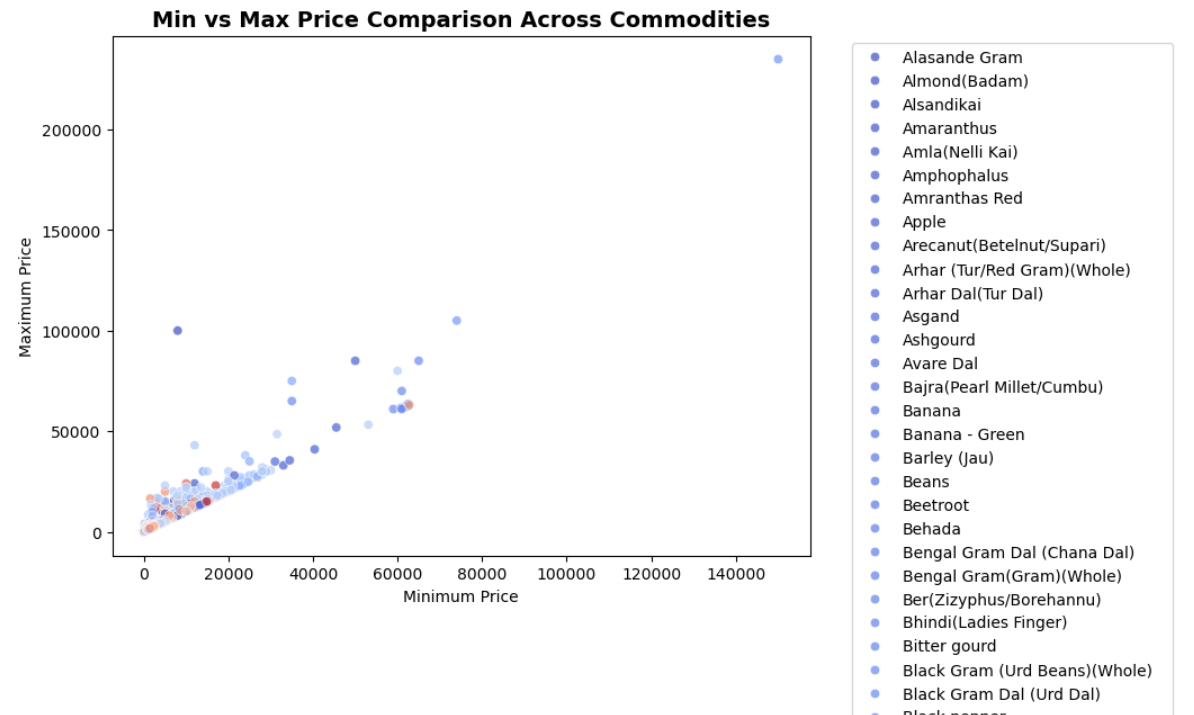 Min vs Max Price Comparison Across Commodities
200000
150000
100000
50000
0
Maximum Price
0 20000 40000 60000 80000 100000 120000 140000
Minimum Price
Alasande Gram
Almond(Badam)
Alsandikai
Amaranthus
Amla(Nelli Kai)
Amphophalus
Amranthas Red
Apple
Arecanut(Betelnut/Supari)
Arhar (Tur/Red Gram)(Whole)
Arhar Dal(Tur Dal)
Asgand
Ashgourd
Avare Dal
Bajra(Pearl Millet/Cumbu)
Banana
Banana - Green
Barley (Jau)
Beans
Beetroot
Behada
Bengal Gram Dal (Chana Dal)
Bengal Gram(Gram)(Whole)
Ber(Zizyphus/Borehannu)
Bhindi(Ladies Finger)
Bitter gourd
Black Gram (Urd Beans)(Whole)
Black Gram Dal (Urd Dal)
Black pepper